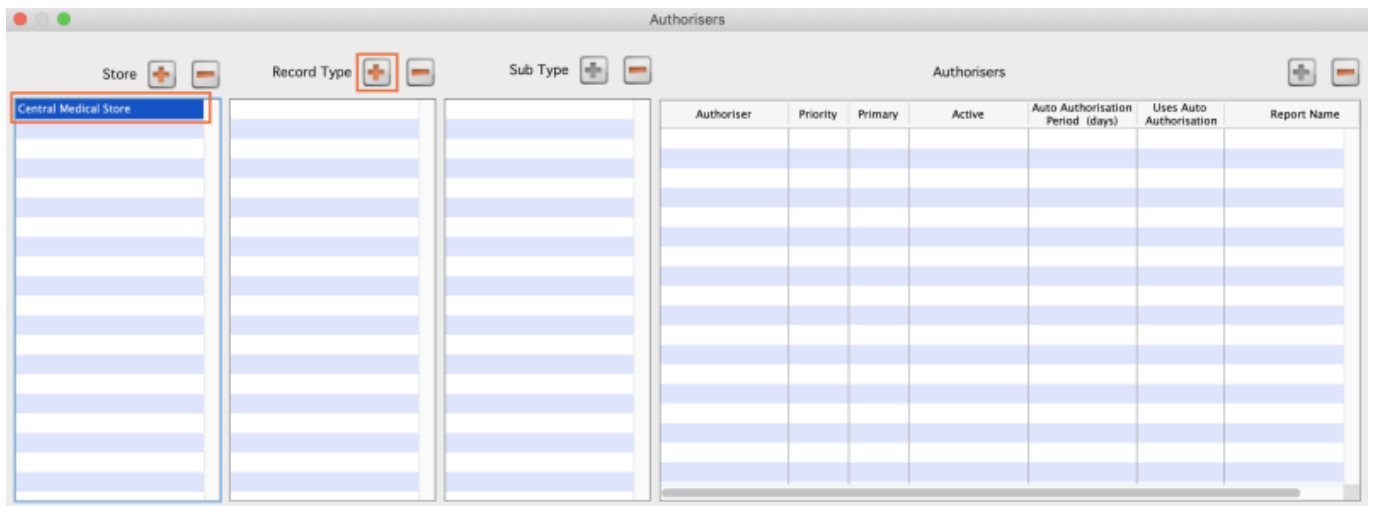 Authorisers
Store
Record Type
Sub Type
Authorisers
Central Medical Store
Authoriser
Priority
Primary
Active
Auto Authorisation
Period (days)
Uses Auto
Authorisation
Report Name